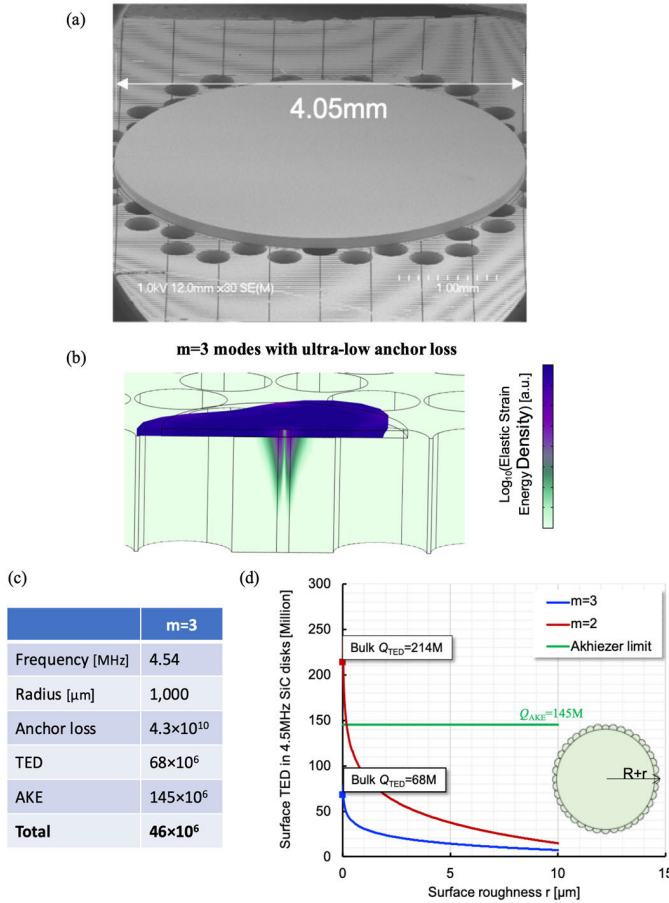 (a)
4.05mm
1.0kV 12.0mm x30 SE(M)
1.00mm
m=3 modes with ultra-low anchor loss
(b)
Log₁₀(Elastic Strain
Energy Density) [a.u.]
(c)
m=3
Frequency [MHz] 4.54
Radius [μm] 1,000
Anchor loss 4.3×10¹⁰
TED 68×10⁶
AKE 145×10⁶
Total 46×10⁶
(d)
Surface TED in 4.5MHz SiC disks [Million]
300
250
200
150
100
50
0
Bulk Q_TED=214M
Bulk Q_TED=68M
m=3
m=2
Akhiezer limit
Q_AKE=145M
R+r
0 5 10 15
Surface roughness r [μm]